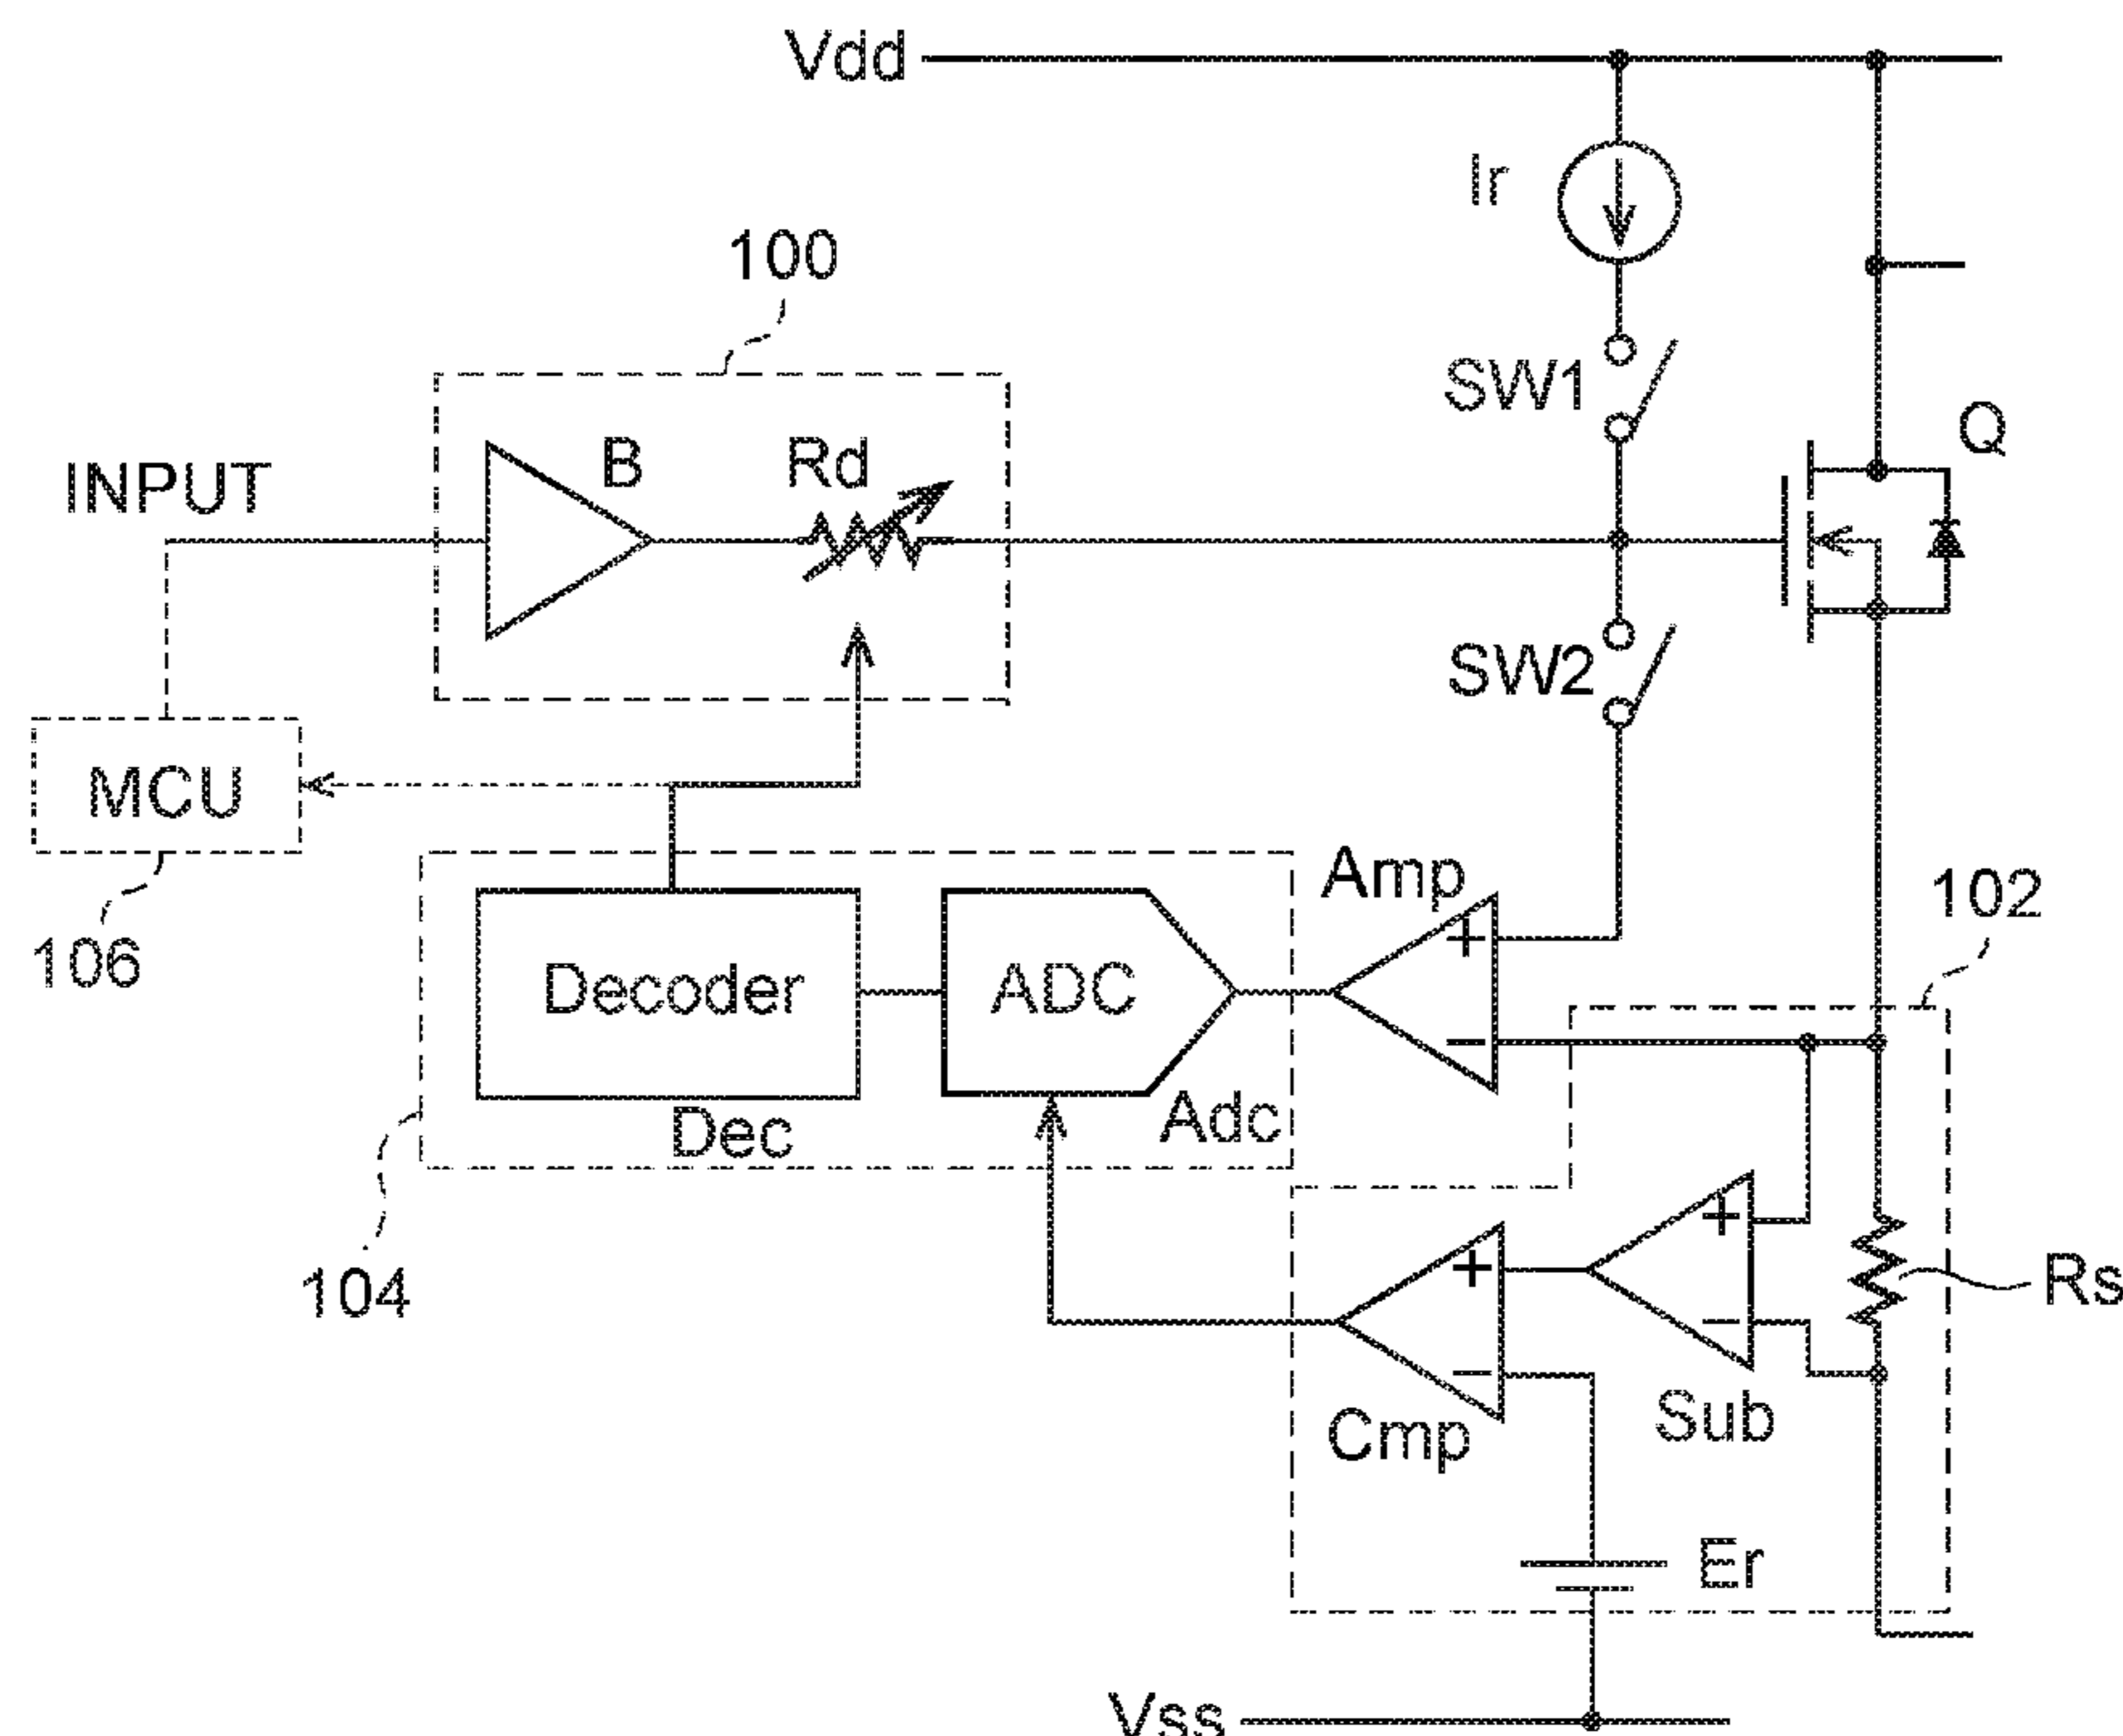 Vdd
Ir
100
SW1
Q
B
Rd
INPUT
SW2
MCU
Amp
102
106
+
Decoder
ADC
−
Dec
Adc
+
104
+
Rs
−
−
Sub
Cmp
Er
Vss